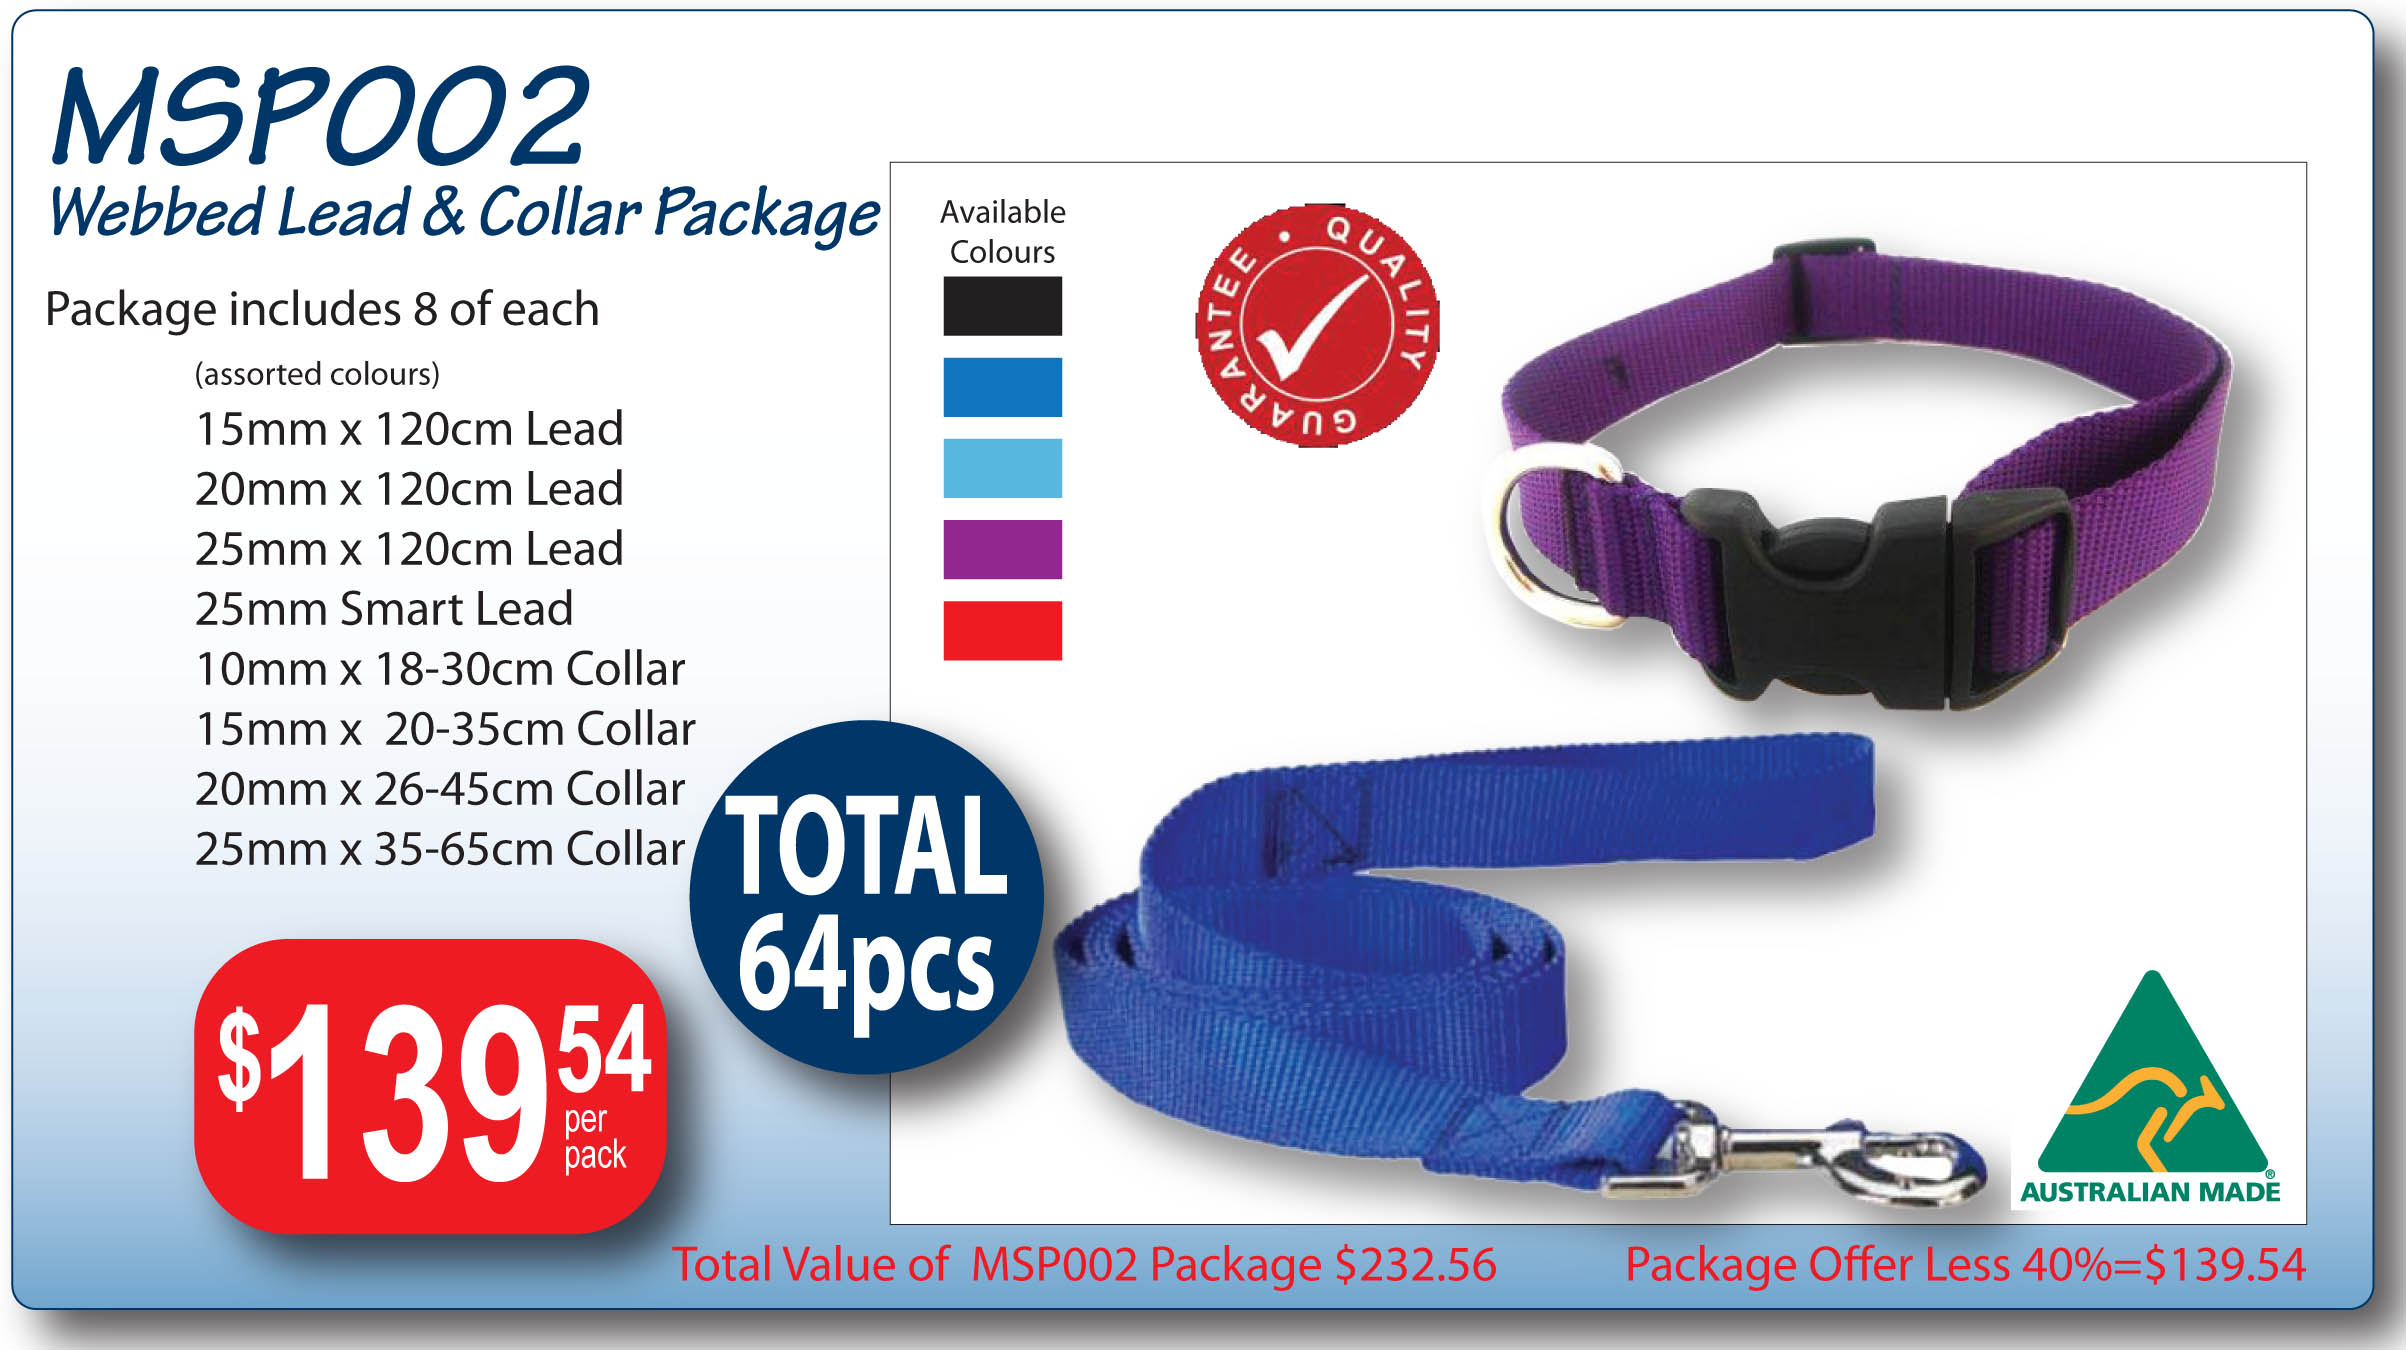 MSP002
Webbed Lead & Collar Package
Package includes 8 of each
(assorted colours)
15mm x 120cm Lead
20mm x 120cm Lead
25mm x 120cm Lead
25mm Smart Lead
10mm x 18-30cm Collar
15mm x 20-35cm Collar
20mm x 26-45cm Collar
25mm x 35-65cm Collar
TOTAL
64pcs
$139 54
per
pack
Available
Colours
QUALITY • GUARANTEE
®
AUSTRALIAN MADE
Total Value of MSP002 Package $232.56
Package Offer Less 40%=$139.54